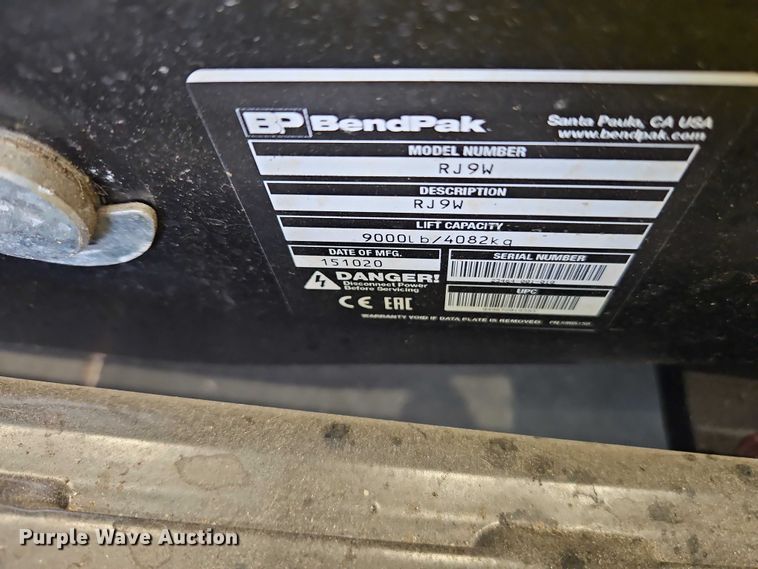 BP BendPak
Santa Paula, CA USA
www.bendpak.com
MODEL NUMBER
RJ9W
DESCRIPTION
RJ9W
LIFT CAPACITY
9000lb/4082kg
DATE OF MFG.
151020
SERIAL NUMBER
DANGER!
Disconnect Power
Before Servicing
UPC
CE EAC
WARRANTY VOID IF DATA PLATE IS REMOVED
Purple Wave Auction